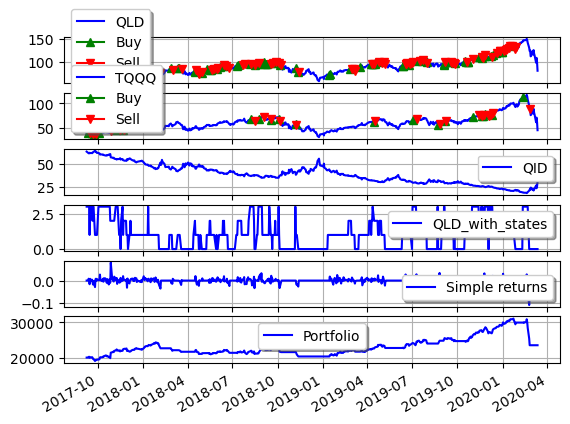 QLD
Buy
Sell
150
100
TQQQ
Buy
Sell
100
50
QID
50
25
QLD_with_states
2.5
0.0
Simple returns
0.0
−0.1
Portfolio
30000
20000
2017-10
2018-01
2018-04
2018-07
2018-10
2019-01
2019-04
2019-07
2019-10
2020-01
2020-04